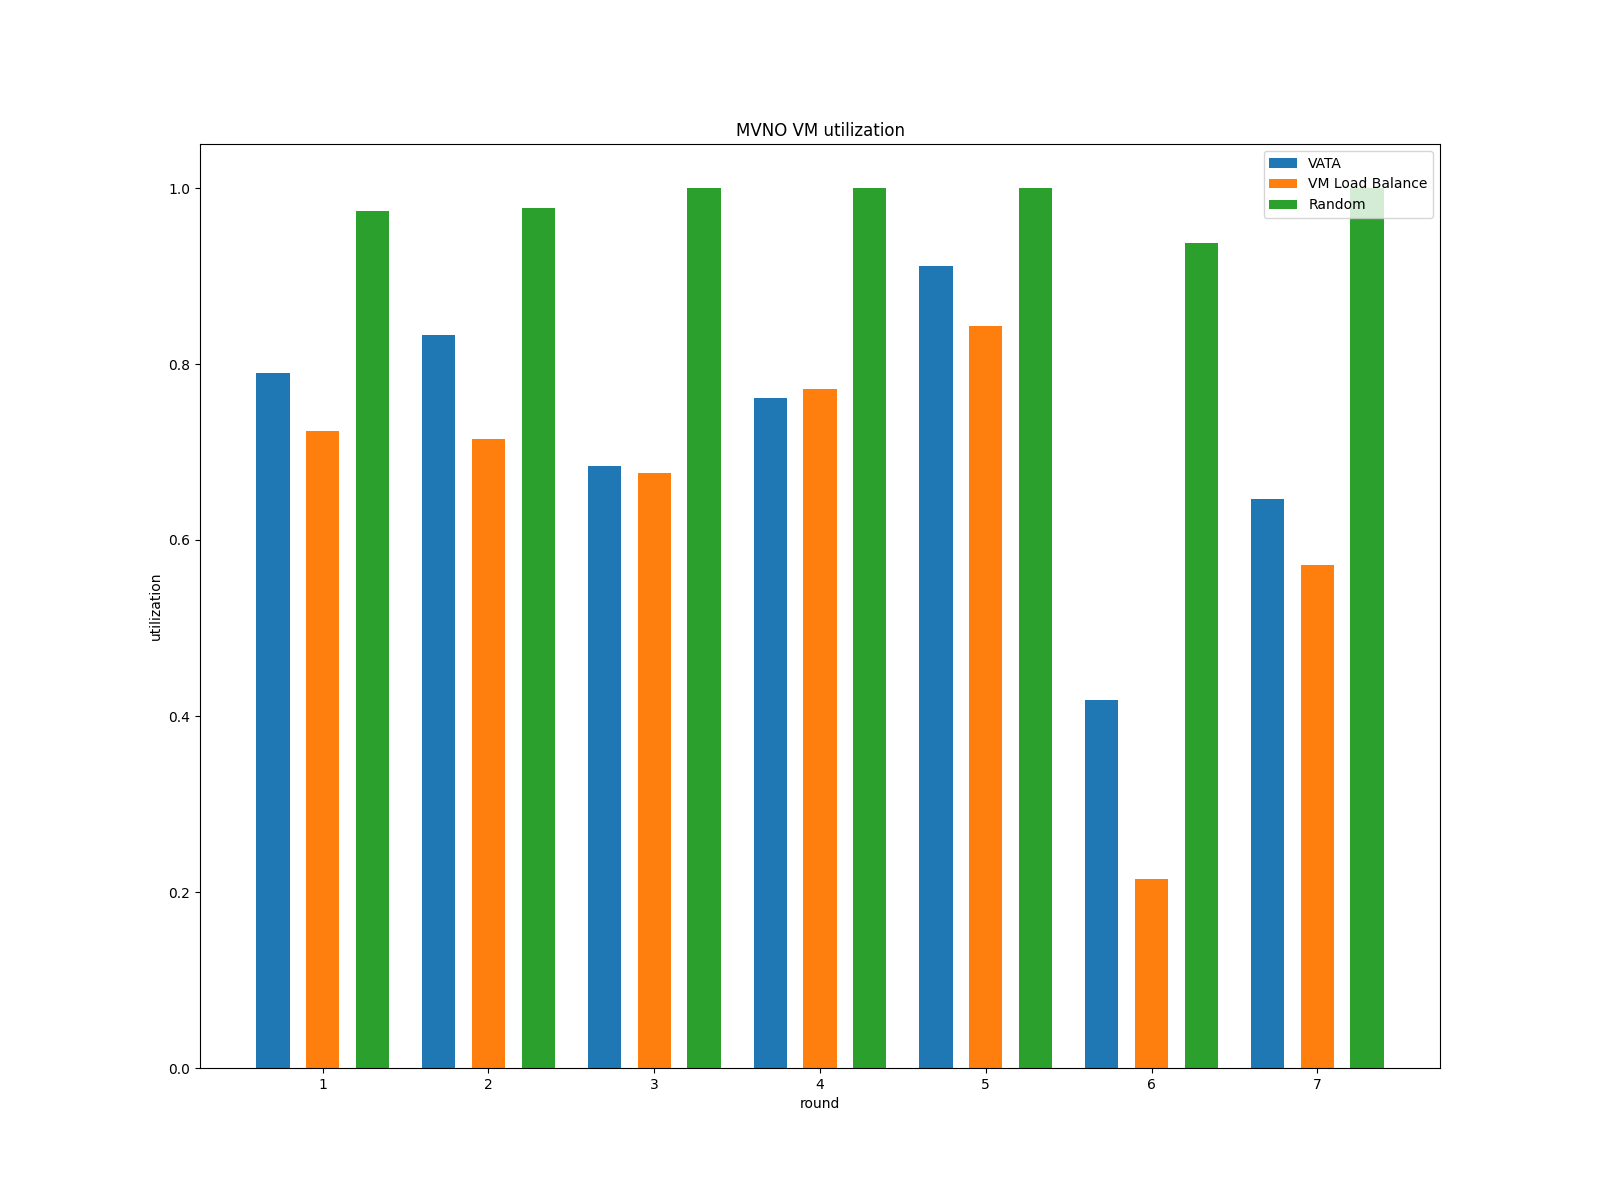 MVNO VM utilization
VATA
VM Load Balance
Random
1.0
0.8
0.6
0.4
0.2
0.0
utilization
1 2 3 4 5 6 7
round